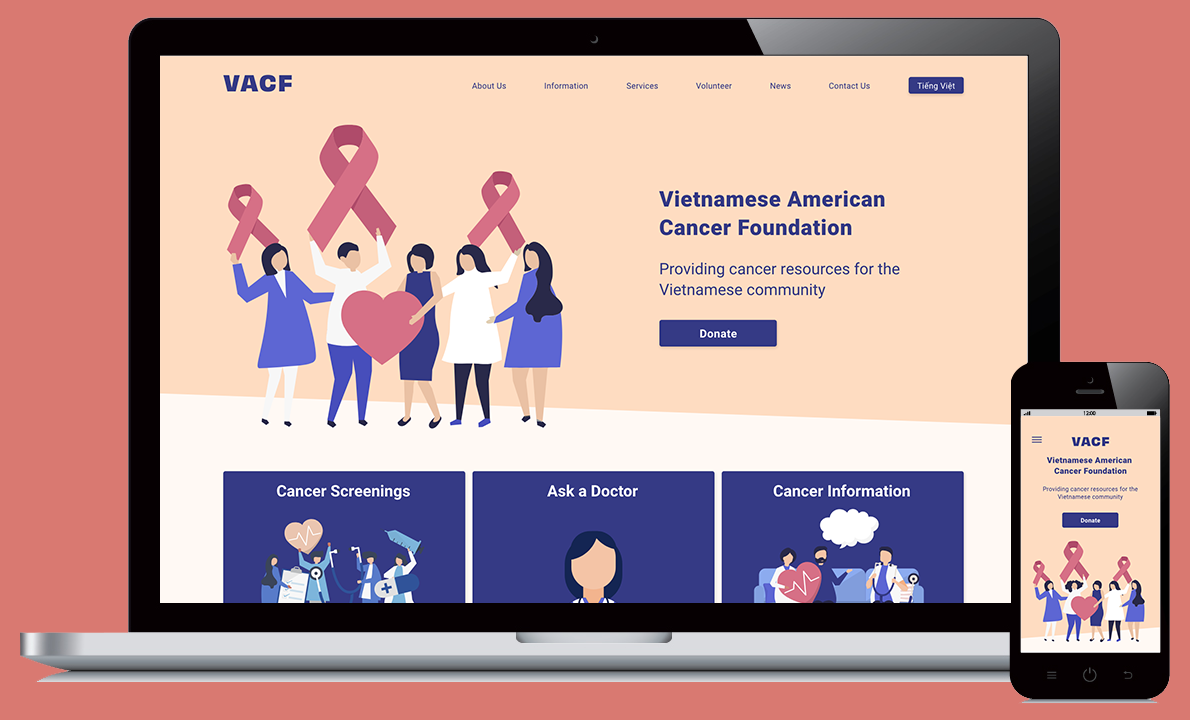 VACF
About Us
Information
Services
Volunteer
News
Contact Us
Tiếng Việt
Vietnamese American
Cancer Foundation
Providing cancer resources for the
Vietnamese community
Donate
Cancer Screenings
Ask a Doctor
Cancer Information
12:00
VACF
Vietnamese American
Cancer Foundation
Providing cancer resources for the
Vietnamese community
Donate